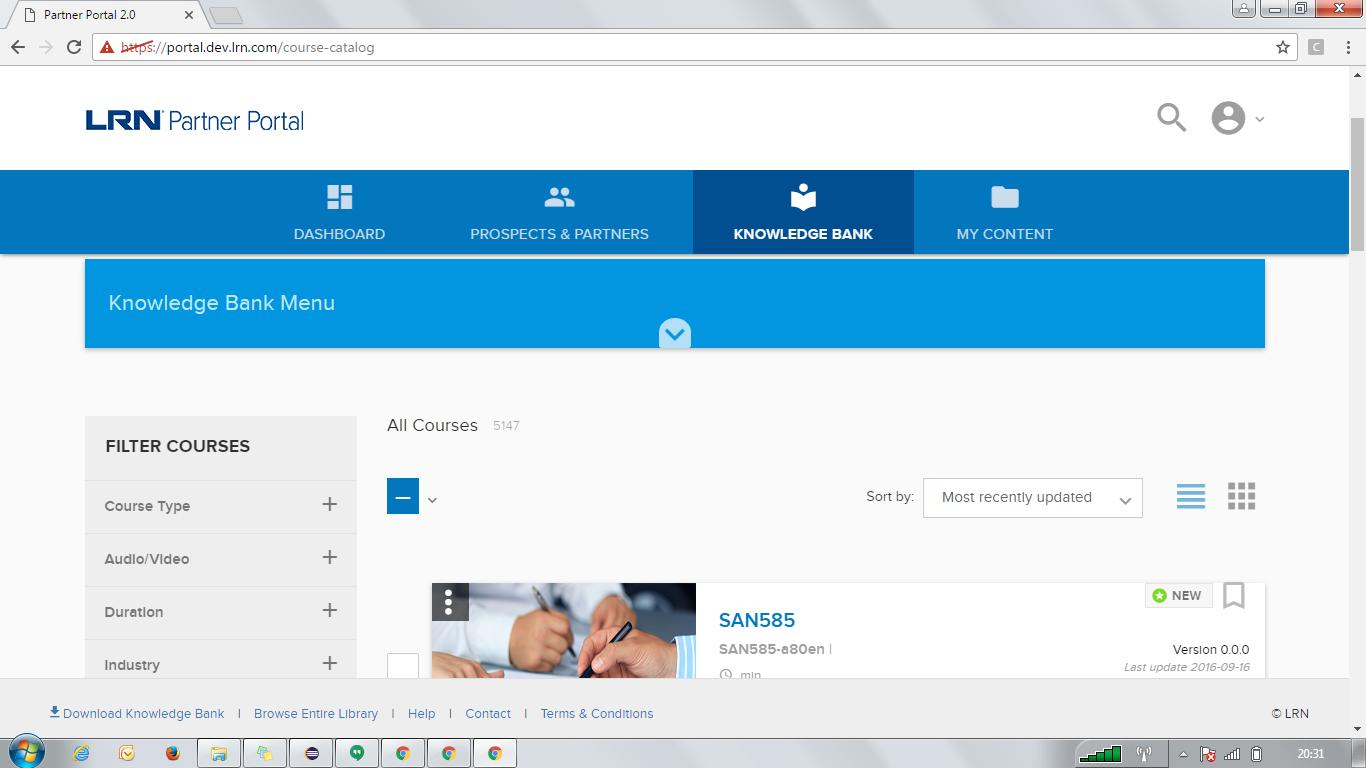 Partner Portal 2.0
https://portal.dev.lrn.com/course-catalog
C
LRN Partner Portal
DASHBOARD
PROSPECTS & PARTNERS
KNOWLEDGE BANK
MY CONTENT
Knowledge Bank Menu
FILTER COURSES
Course Type
Audio/Video
Duration
Industry
All Courses 5147
Sort by: Most recently updated
NEW
SAN585
SAN585-a80en |
Version 0.0.0
Last update 2016-09-16
min
Download Knowledge Bank | Browse Entire Library | Help | Contact | Terms & Conditions
© LRN
20:31